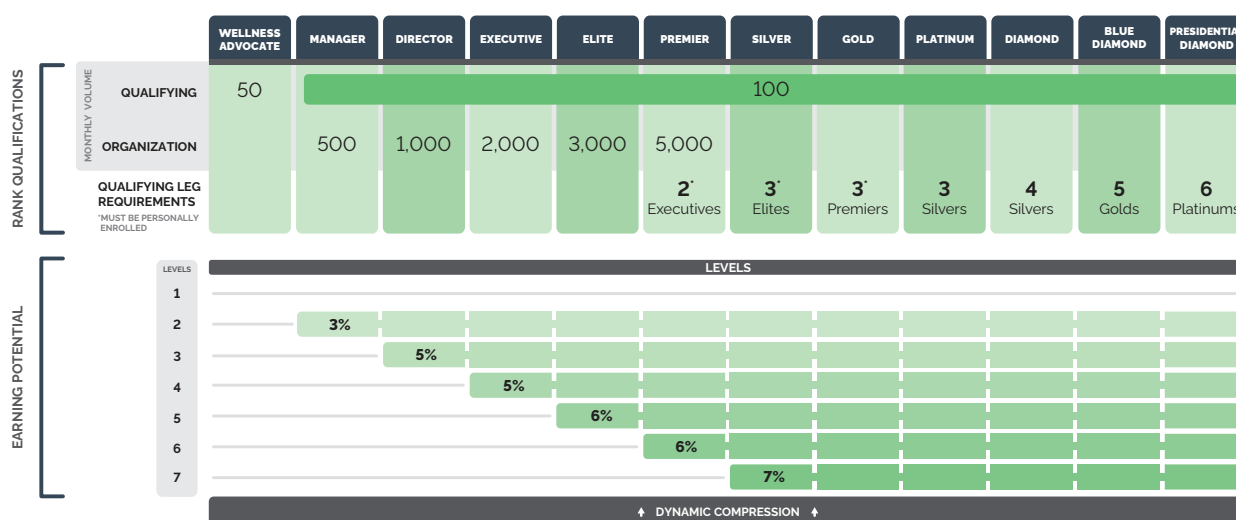 WELLNESS ADVOCATE MANAGER DIRECTOR EXECUTIVE ELITE PREMIER SILVER GOLD PLATINUM DIAMOND BLUE DIAMOND PRESIDENTIA DIAMOND
RANK QUALIFICATIONS
MONTHLY VOLUME
QUALIFYING 50 100
ORGANIZATION 500 1,000 2,000 3,000 5,000
QUALIFYING LEG REQUIREMENTS
*MUST BE PERSONALLY ENROLLED
2* Executives
3* Elites
3* Premiers
3 Silvers
4 Silvers
5 Golds
6 Platinums
EARNING POTENTIAL
LEVELS LEVELS
1
2 3%
3 5%
4 5%
5 6%
6 6%
7 7%
DYNAMIC COMPRESSION